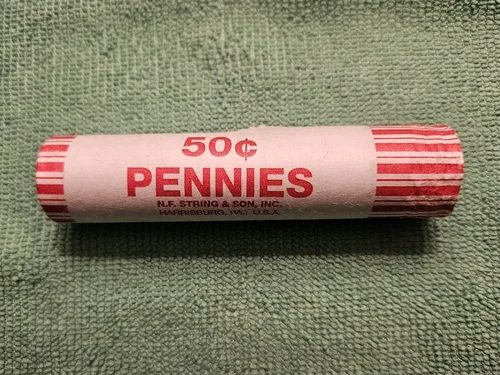 50¢
PENNIES
N.F. STRING & SON, INC.
HARRISBURG, PA., U.S.A.